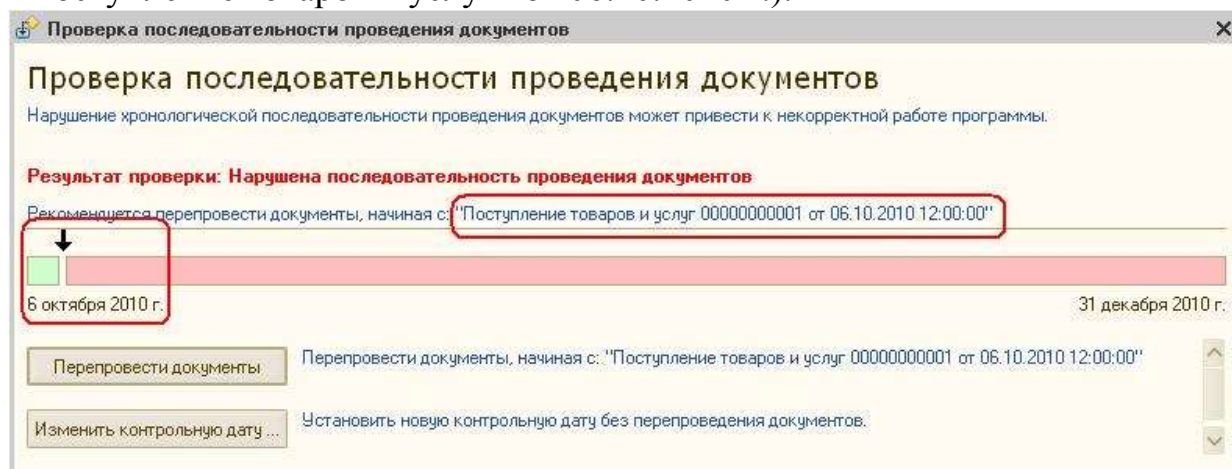 Проверка последовательности проведения документов
Проверка последовательности проведения документов
Нарушение хронологической последовательности проведения документов может привести к некорректной работе программы.
Результат проверки: Нарушена последовательность проведения документов
Рекомендуется перепровести документы, начиная с: "Поступление товаров и услуг 00000000001 от 06.10.2010 12:00:00"
6 октября 2010 г. 31 декабря 2010 г.
Перепровести документы Перепровести документы, начиная с: "Поступление товаров и услуг 00000000001 от 06.10.2010 12:00:00"
Изменить контрольную дату ... Установить новую контрольную дату без перепроведения документов.